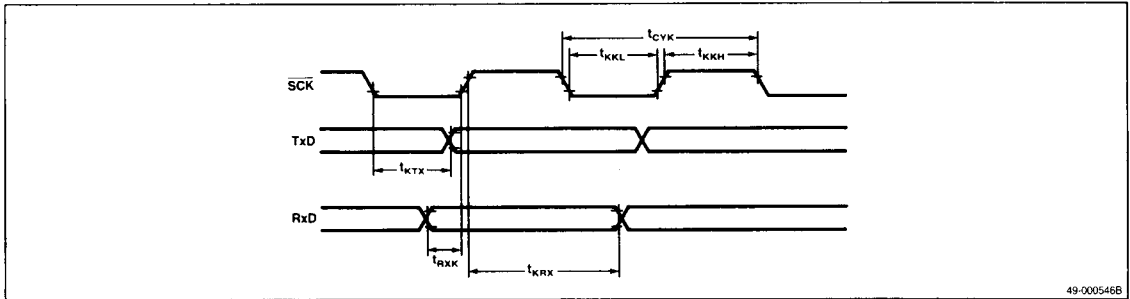 tCYK
tKKL tKKH
SCK
TxD
tKTX
RxD
tRXK
tKRX
49-000546B